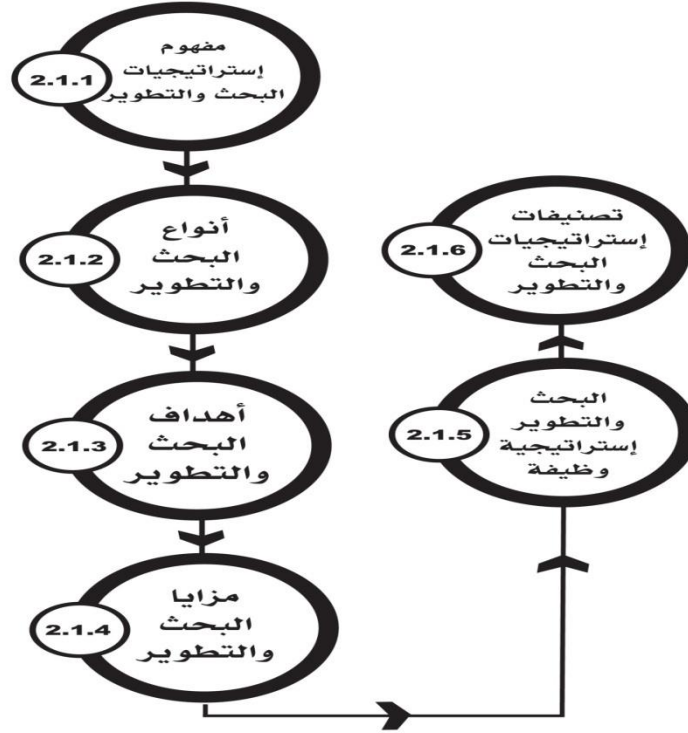 2.1.1
مفهوم
إستراتيجيات
البحث والتطوير
2.1.2
أنواع
البحث
والتطوير
2.1.3
أهداف
البحث
والتطوير
2.1.4
مزايا
البحث
والتطوير
2.1.5
البحث
والتطوير
إستراتيجية
وظيفة
2.1.6
تصنيفات
إستراتيجيات
البحث
والتطوير